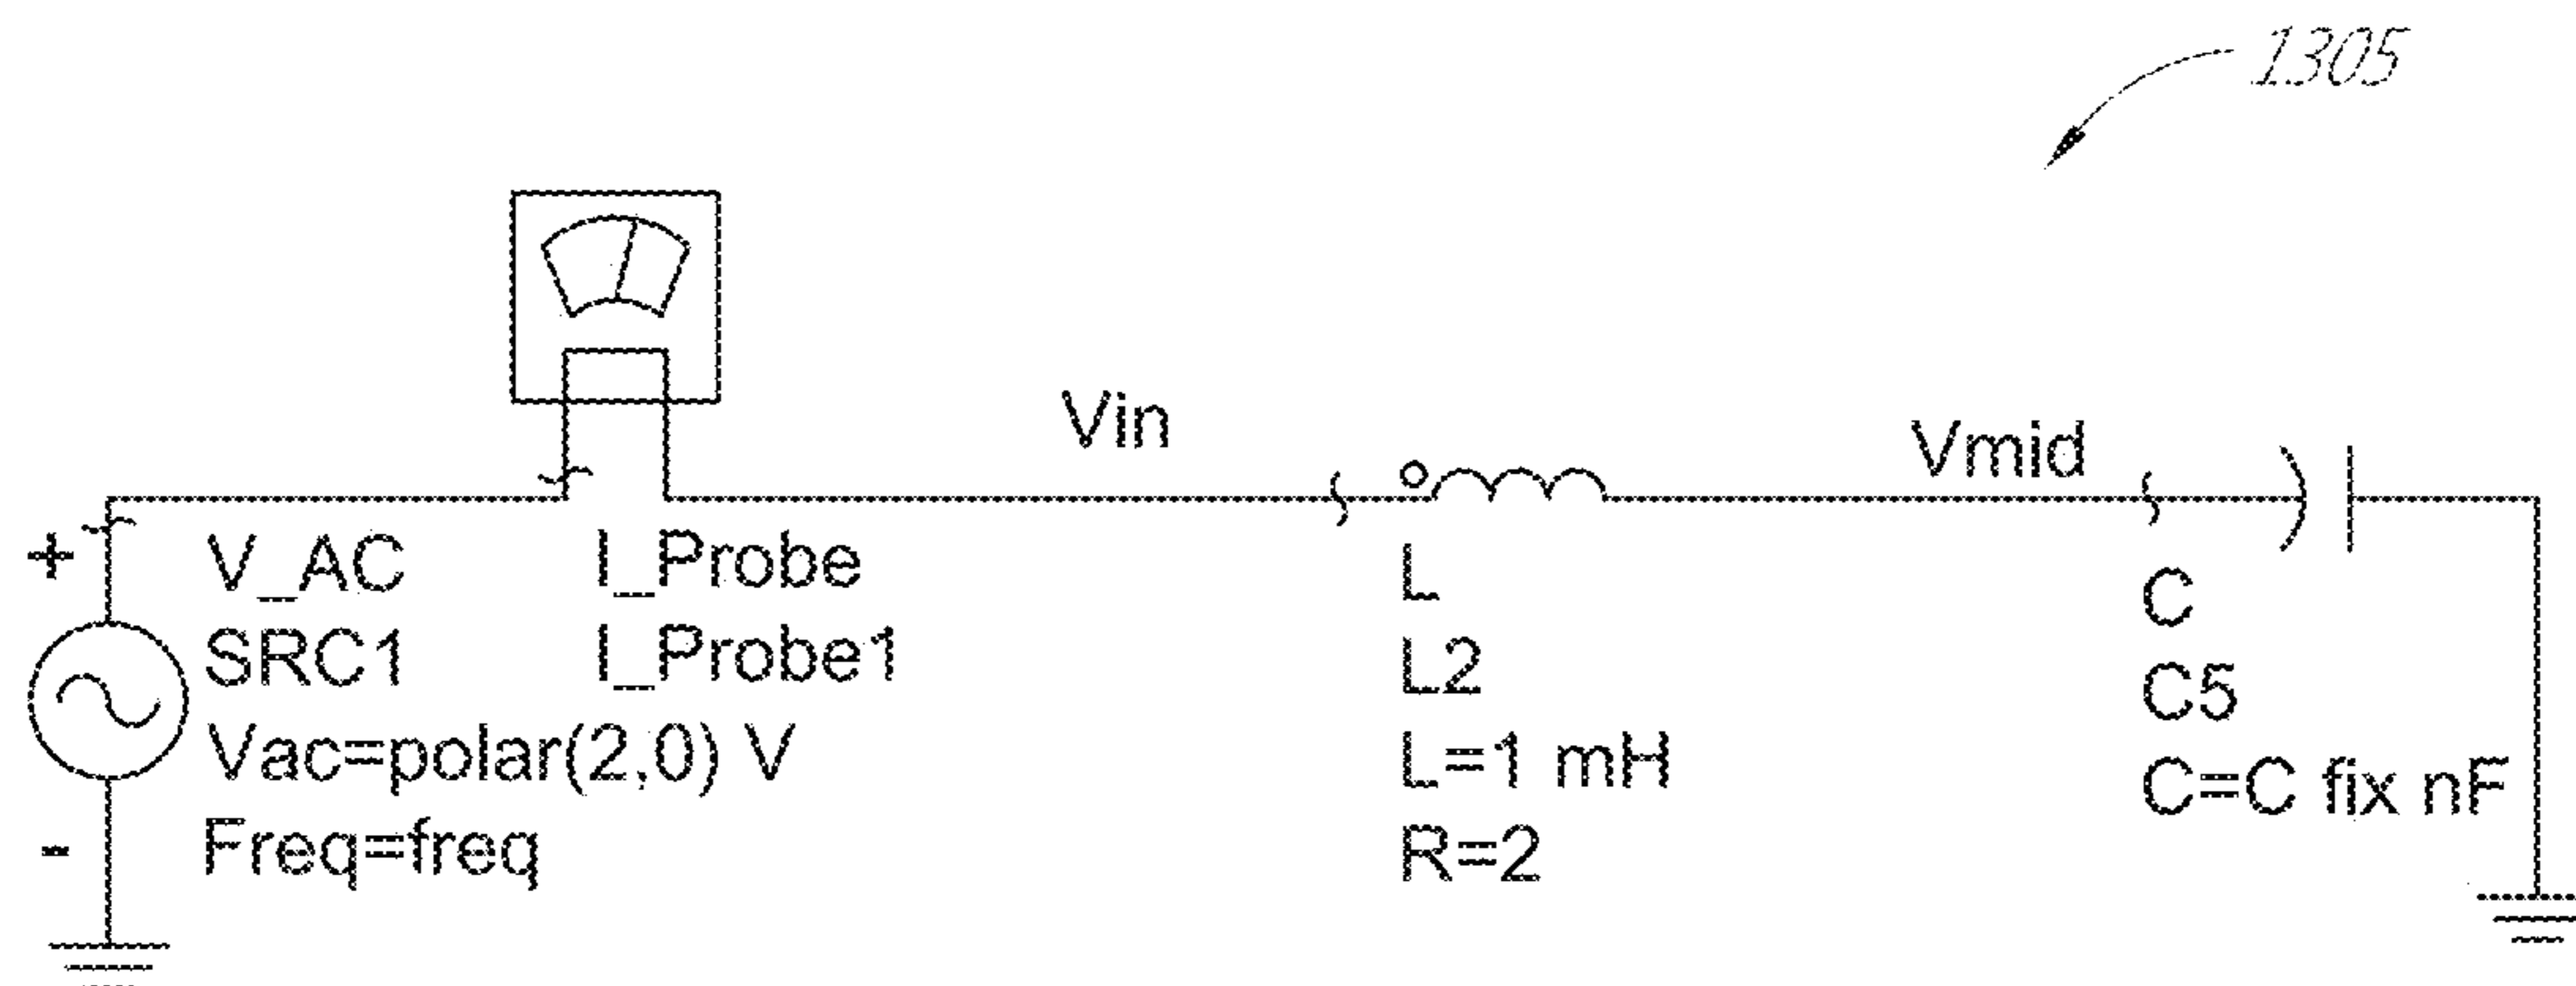 1305
Vin
Vmid
+
V_AC
SRC1
Vac=polar(2,0) V
Freq=freq
-
I_Probe
I_Probe1
L
L2
L=1 mH
R=2
C
C5
C=C fix nF